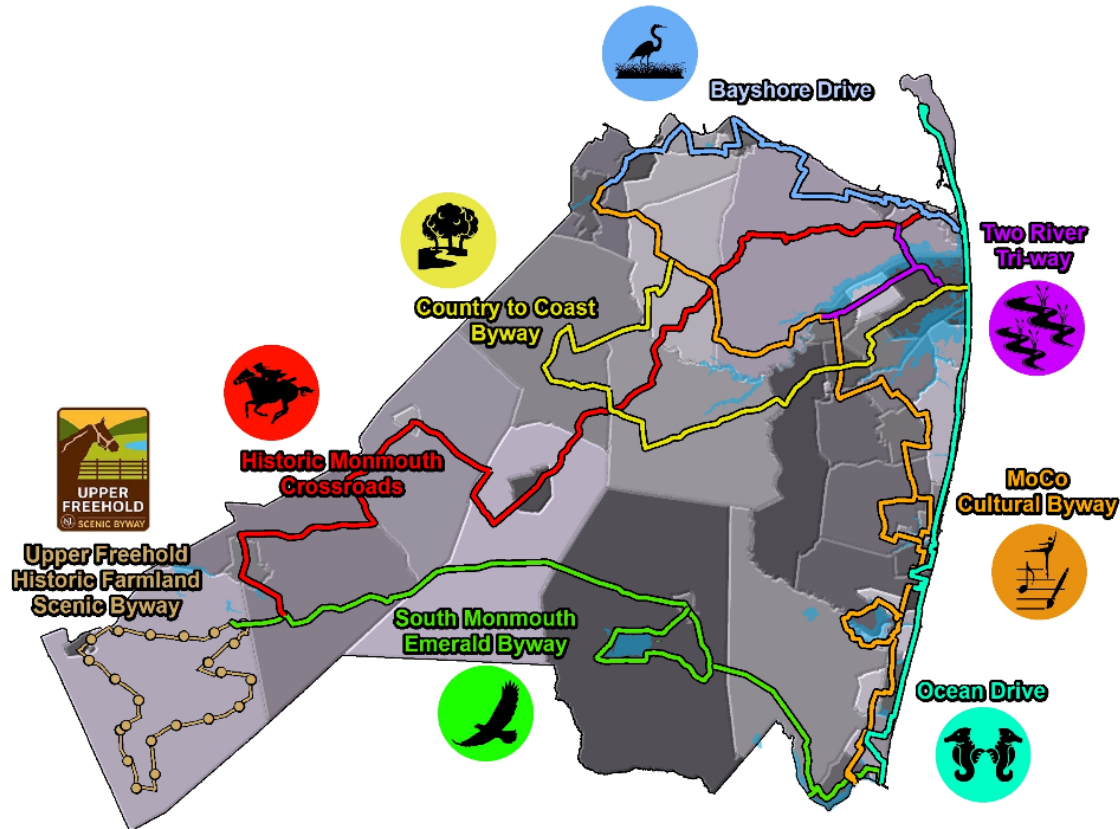 Bayshore Drive
Two River
Tri-way
Country to Coast
Byway
Historic Monmouth
Crossroads
UPPER
FREEHOLD
NJ SCENIC BYWAY
MoCo
Cultural Byway
Upper Freehold
Historic Farmland
Scenic Byway
South Monmouth
Emerald Byway
Ocean Drive